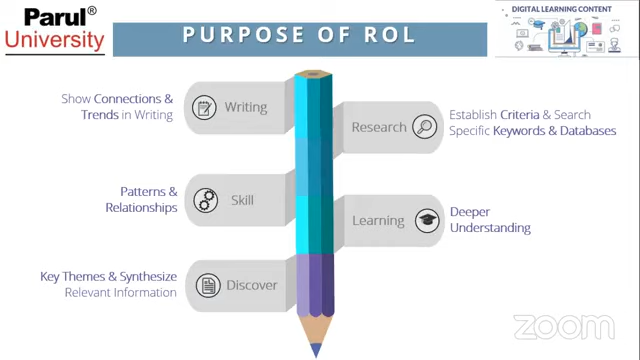 Parul®
University
PURPOSE OF ROL
DIGITAL LEARNING CONTENT
Show Connections &
Trends in Writing
Writing
Research
Establish Criteria & Search
Specific Keywords & Databases
Patterns &
Relationships
Skill
Learning
Deeper
Understanding
Key Themes & Synthesize
Relevant Information
Discover
zoom